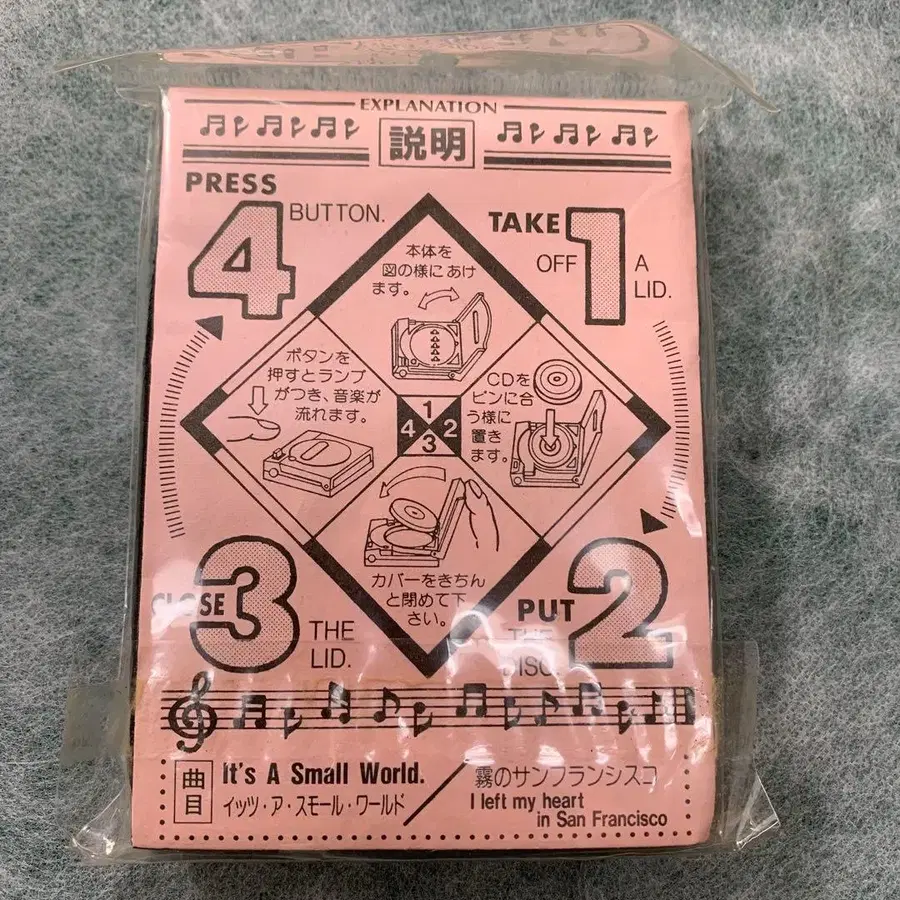 EXPLANATION
説明
TAKE 1
OFF A
LID.
本体を
図の様にあけ
ます。
PUT 2
THE
DISC
CDを
ピンに合
う様に
置き
ます。
CLOSE 3
THE
LID.
カバーをきちん
と閉めて下
さい。
PRESS
4 BUTTON.
ボタンを
押すとランプ
がつき、音楽が
流れます。
1
4 2
3
曲目
It's A Small World.
イッツ・ア・スモール・ワールド
霧のサンフランシスコ
I left my heart
in San Francisco